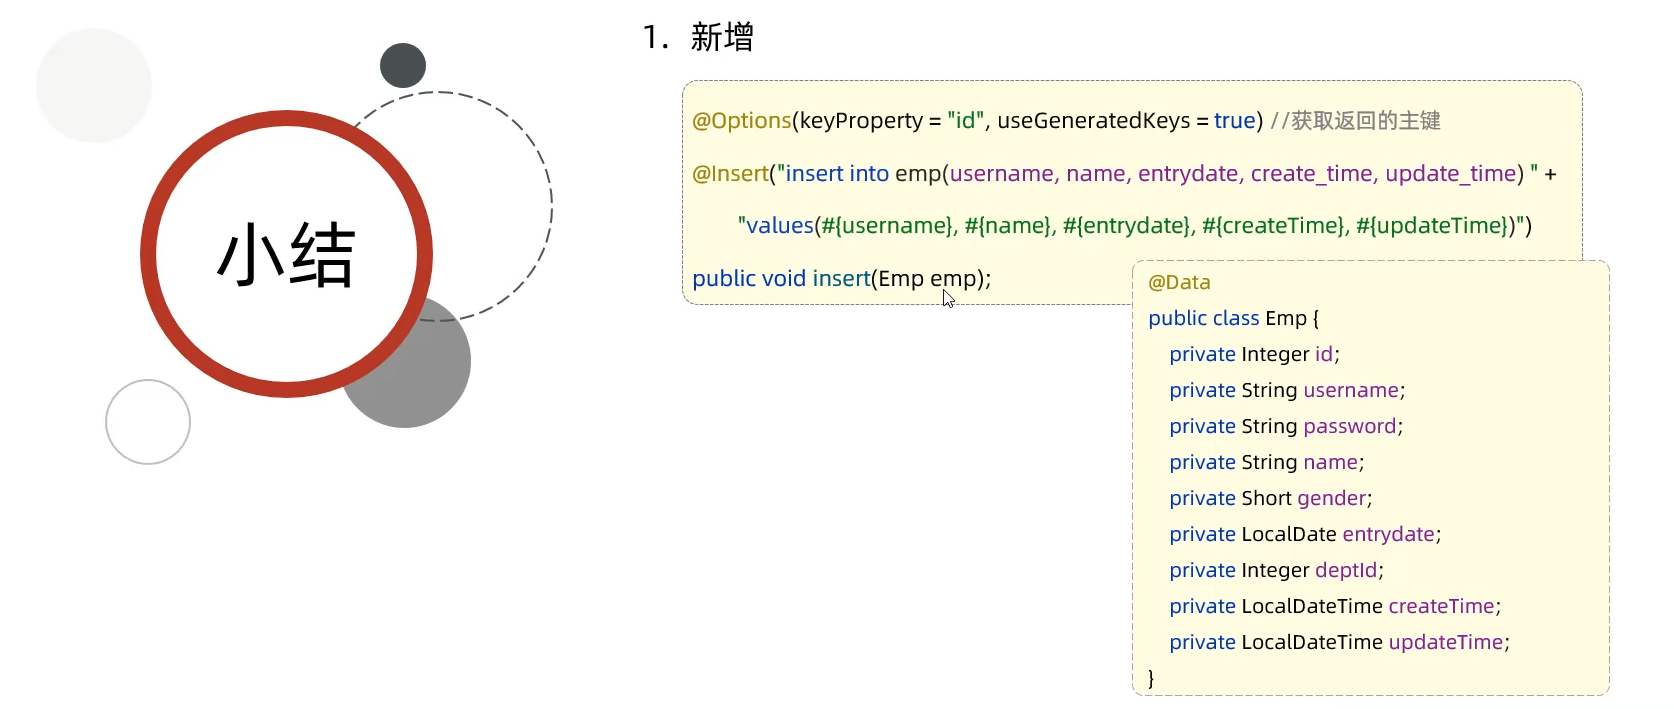 小结
1. 新增
@Options(keyProperty = "id", useGeneratedKeys = true) //获取返回的主键
@Insert("insert into emp(username, name, entrydate, create_time, update_time) " +
"values(#{username}, #{name}, #{entrydate}, #{createTime}, #{updateTime})")
public void insert(Emp emp);
@Data
public class Emp {
private Integer id;
private String username;
private String password;
private String name;
private Short gender;
private LocalDate entrydate;
private Integer deptId;
private LocalDateTime createTime;
private LocalDateTime updateTime;
}